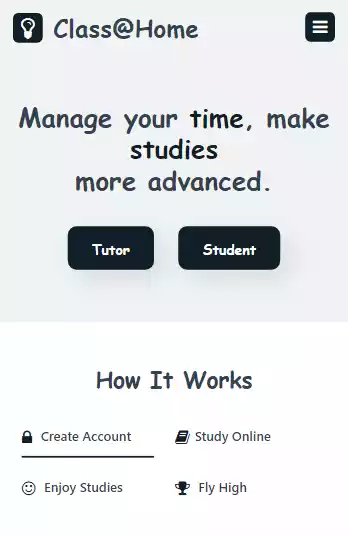 Class@Home
Manage your time, make
studies
more advanced.
Tutor
Student
How It Works
Create Account
Study Online
Enjoy Studies
Fly High